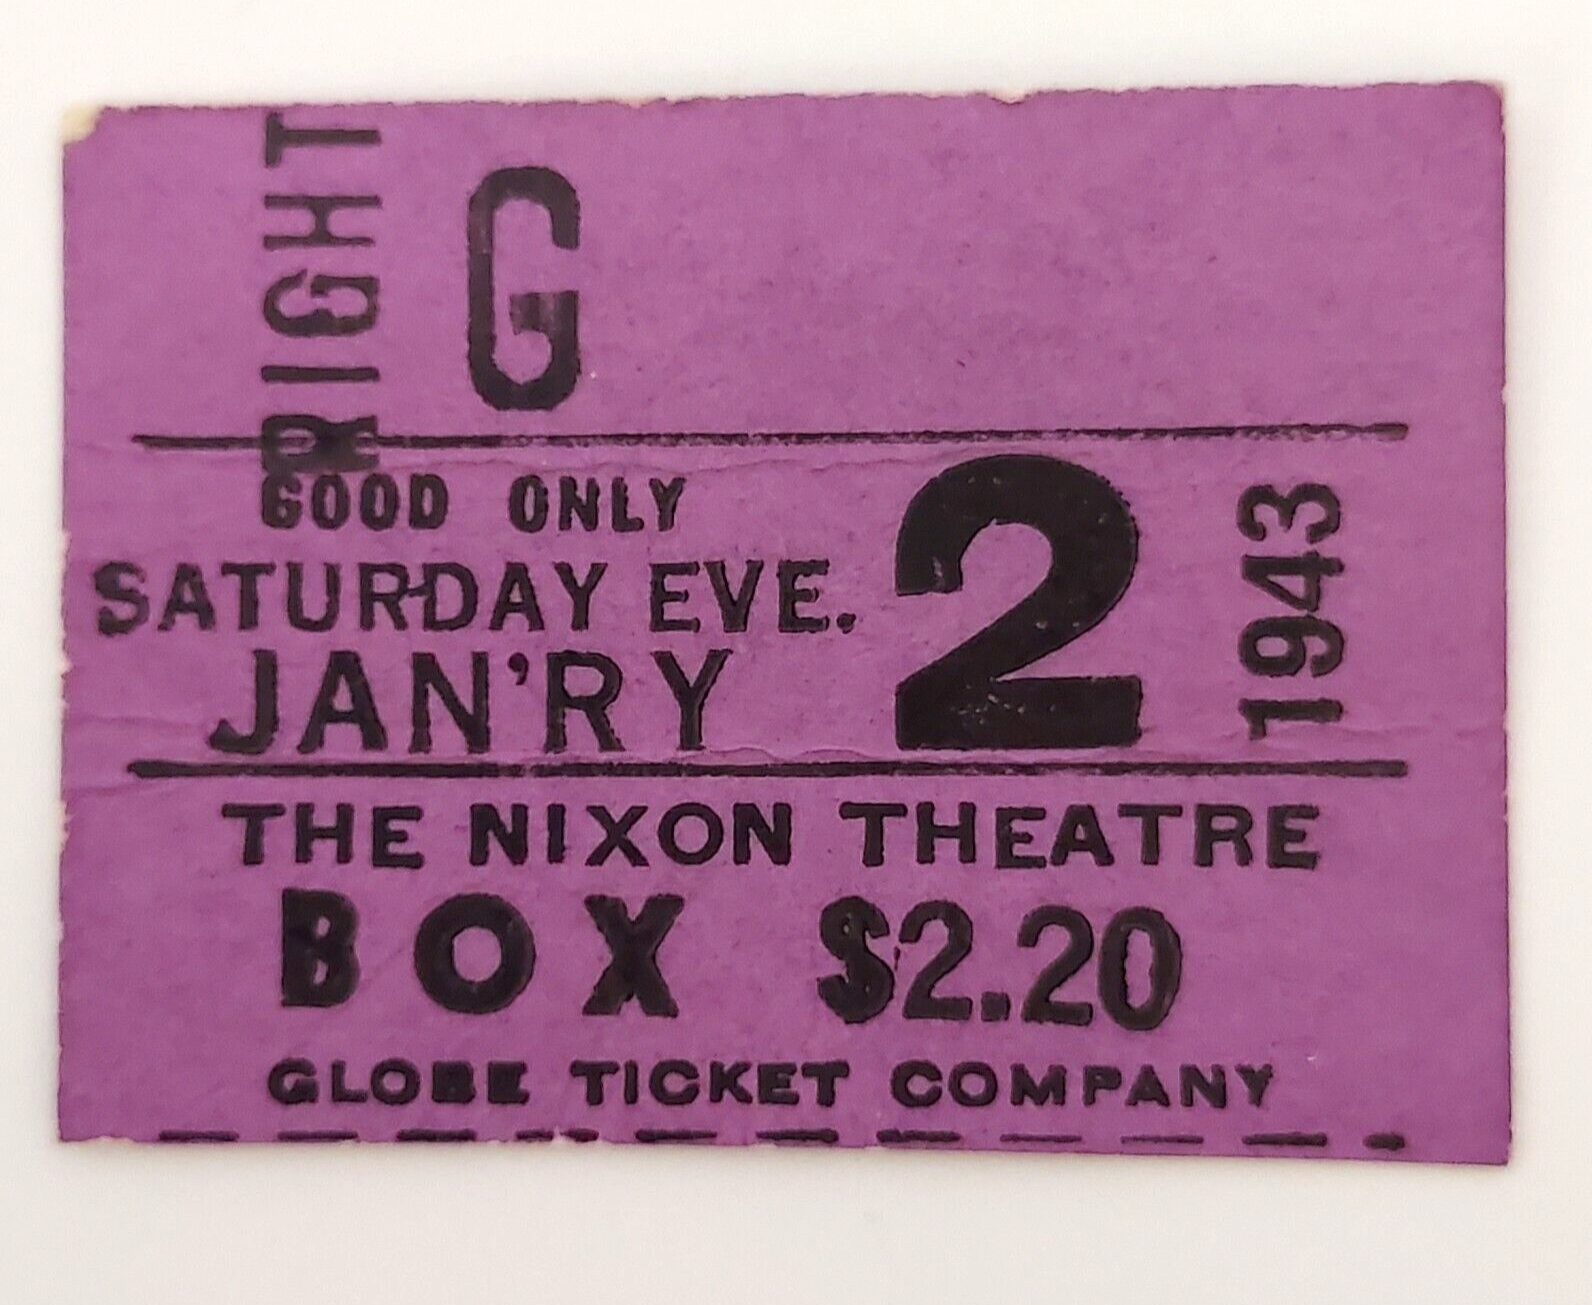 RIGHT
G
GOOD ONLY
SATURDAY EVE.
JAN'RY 2
1943
THE NIXON THEATRE
BOX $2.20
GLOBE TICKET COMPANY